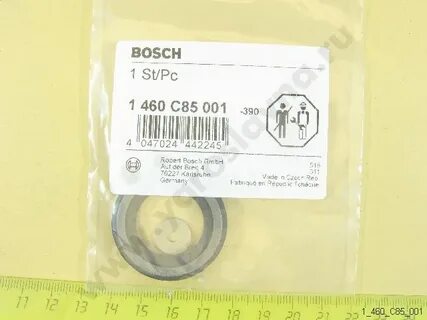 BOSCH
1 St/Pc
1 460 C85 001
-390
4 047024 442245
Robert Bosch GmbH
Auf der Breit 4
76227 Karlsruhe
Germany
516
311
Made in Czech Rep.
Fabriqué en République Tchèque
11 12 13 14 15 16 17 18 19 20 21 22
1_460_C85_001